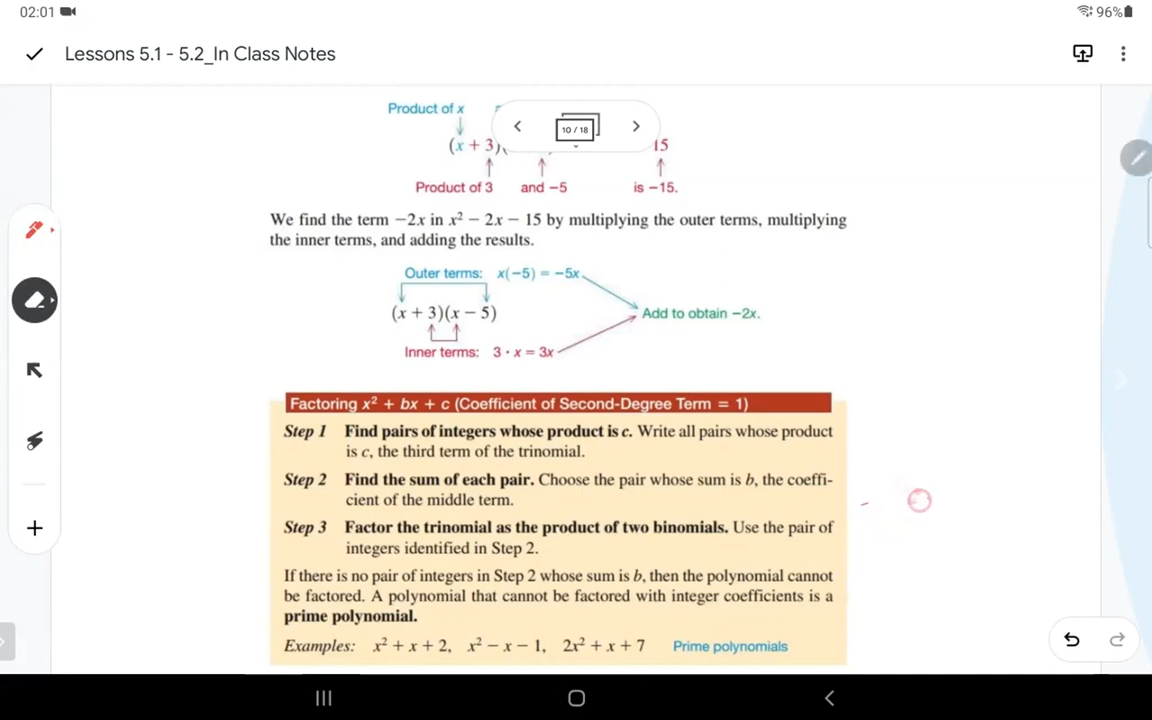 02:01
96%
Lessons 5.1 - 5.2_In Class Notes
Product of x
10 / 18
(x + 3)(
15
Product of 3 and −5 is −15.
We find the term −2x in x² − 2x − 15 by multiplying the outer terms, multiplying
the inner terms, and adding the results.
Outer terms: x(−5) = −5x
(x + 3)(x − 5)
Add to obtain −2x.
Inner terms: 3 · x = 3x
Factoring x² + bx + c (Coefficient of Second-Degree Term = 1)
Step 1 Find pairs of integers whose product is c. Write all pairs whose product
is c, the third term of the trinomial.
Step 2 Find the sum of each pair. Choose the pair whose sum is b, the coeffi-
cient of the middle term.
Step 3 Factor the trinomial as the product of two binomials. Use the pair of
integers identified in Step 2.
If there is no pair of integers in Step 2 whose sum is b, then the polynomial cannot
be factored. A polynomial that cannot be factored with integer coefficients is a
prime polynomial.
Examples: x² + x + 2, x² − x − 1, 2x² + x + 7 Prime polynomials